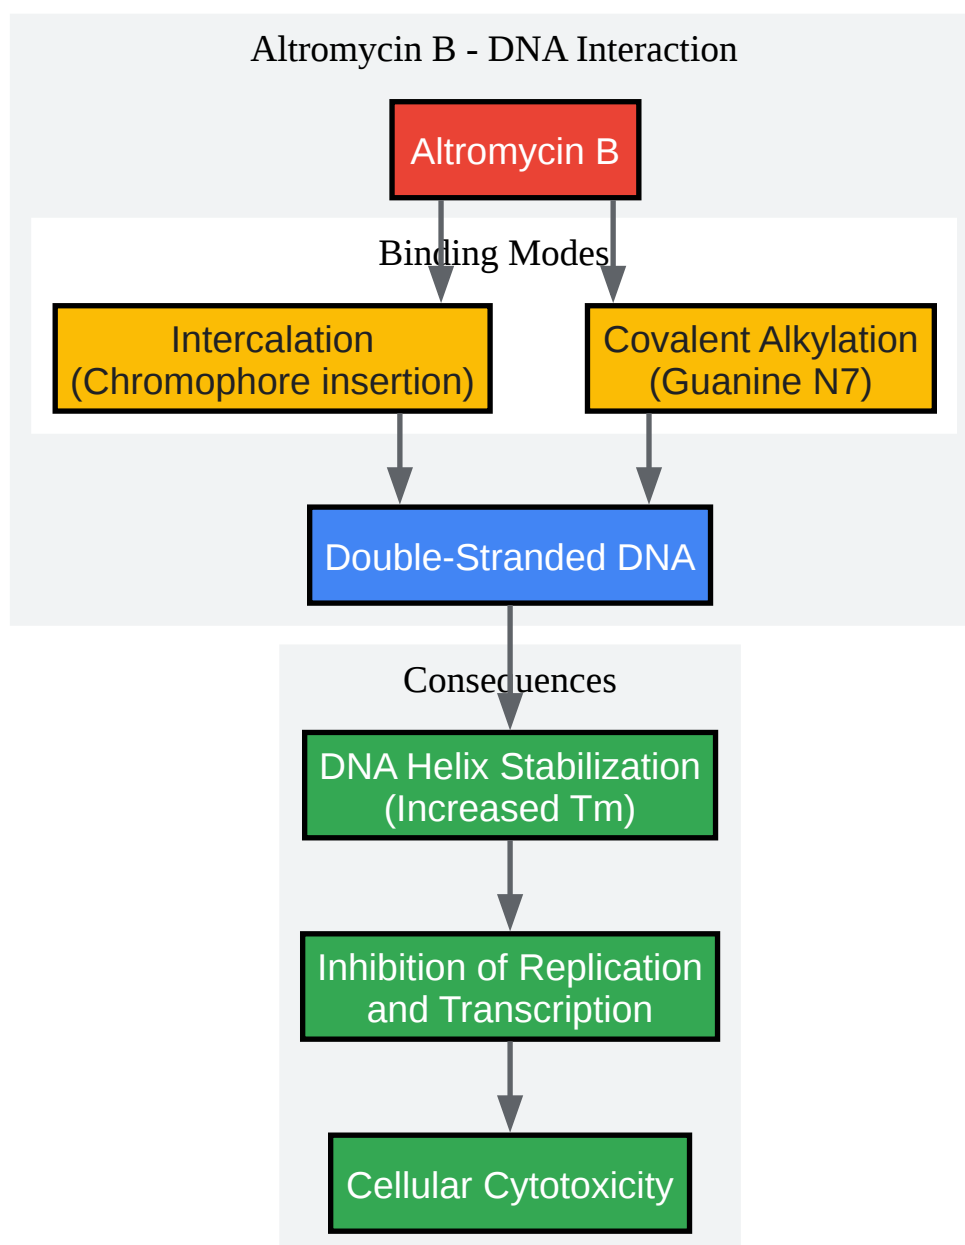 Altromycin B - DNA Interaction
Altromycin B
Binding Modes
Intercalation
(Chromophore insertion)
Covalent Alkylation
(Guanine N7)
Double-Stranded DNA
Consequences
DNA Helix Stabilization
(Increased Tm)
Inhibition of Replication
and Transcription
Cellular Cytotoxicity